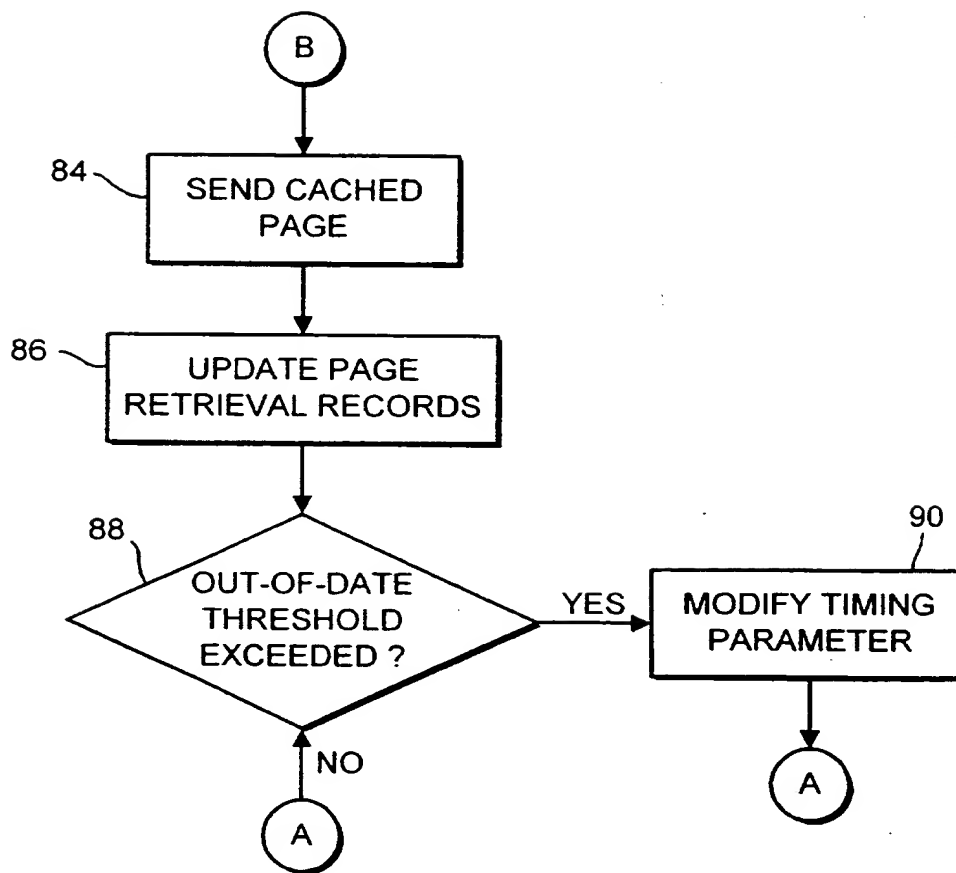 B
84
SEND CACHED
PAGE
86
UPDATE PAGE
RETRIEVAL RECORDS
88
OUT-OF-DATE
THRESHOLD
EXCEEDED ?
YES
90
MODIFY TIMING
PARAMETER
NO
A
A